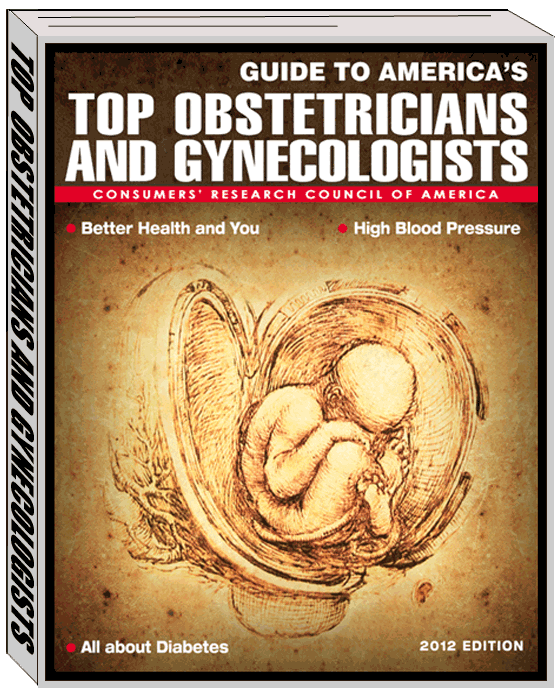 GUIDE TO AMERICA'S
TOP OBSTETRICIANS
AND GYNECOLOGISTS
CONSUMERS' RESEARCH COUNCIL OF AMERICA
Better Health and You
High Blood Pressure
All about Diabetes
2012 EDITION
TOP OBSTETRICIANS AND GYNECOLOGISTS